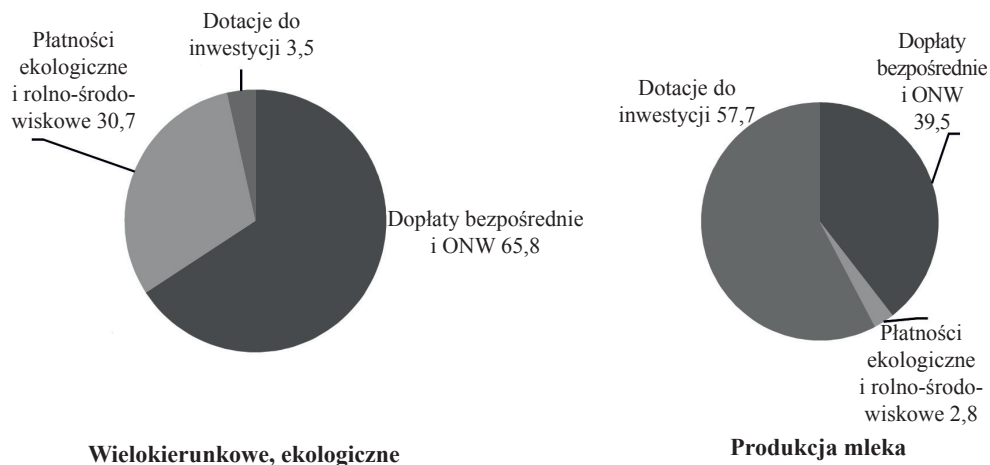 Dotacje do
inwestycji 3,5
Płatności
ekologiczne
i rolno-środo-
wiskowe 30,7
Dopłaty bezpośrednie
i ONW 65,8
Wielokierunkowe, ekologiczne
Dopłaty
bezpośrednie
i ONW
39,5
Dotacje do
inwestycji 57,7
Płatności
ekologiczne
i rolno-środo-
wiskowe 2,8
Produkcja mleka